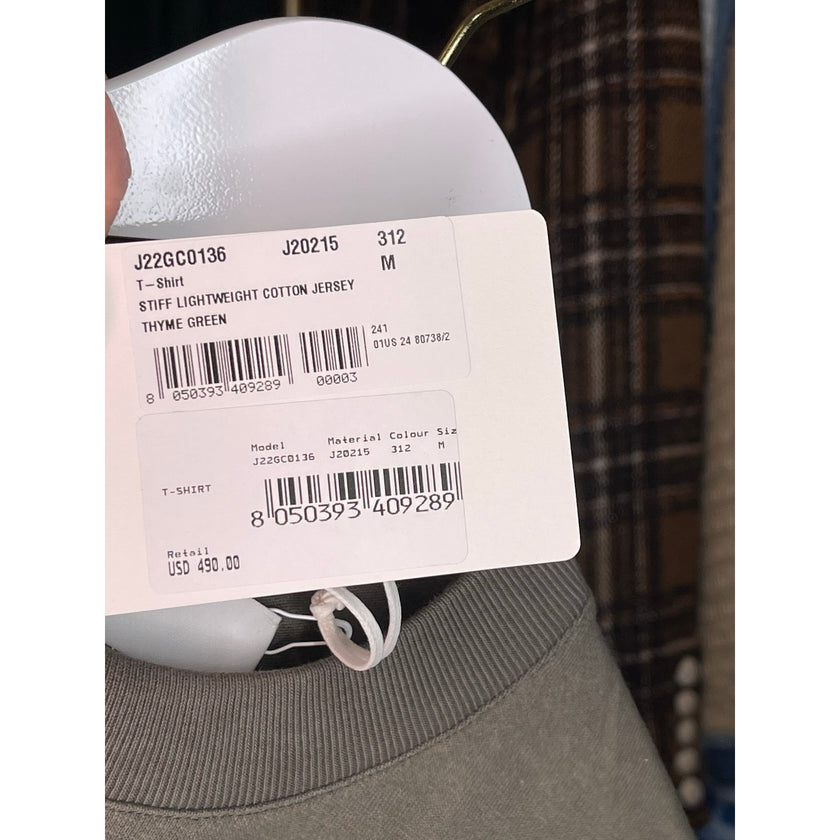 J22GC0136 J20215 312
M
T-Shirt
STIFF LIGHTWEIGHT COTTON JERSEY
THYME GREEN
241
01US 24 80738/2
8 050393 409289 00003
Model Material Colour Siz
J22GC0136 J20215 312 M
T-SHIRT
8 050393 409289
Retail
USD 490.00